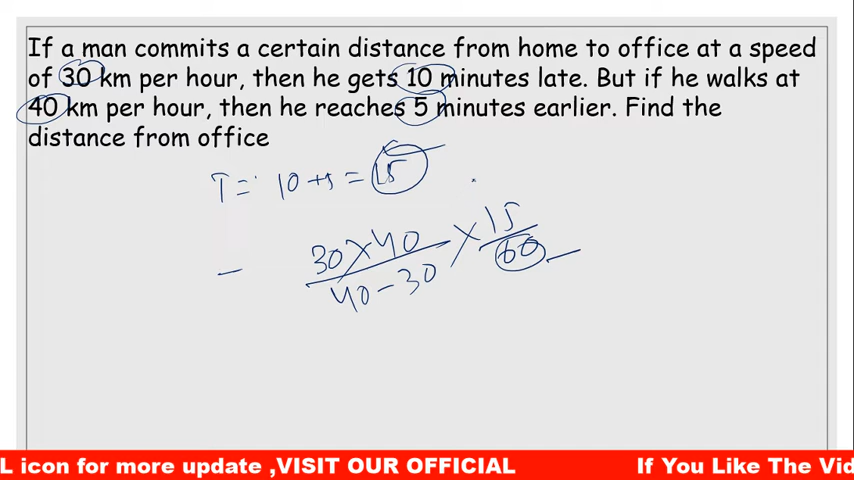 If a man commits a certain distance from home to office at a speed
of 30 km per hour, then he gets 10 minutes late. But if he walks at
40 km per hour, then he reaches 5 minutes earlier. Find the
distance from office
T = 10 + 5 = 15
30 × 40
40 - 30
× 15
60
L icon for more update ,VISIT OUR OFFICIAL If You Like The Vid